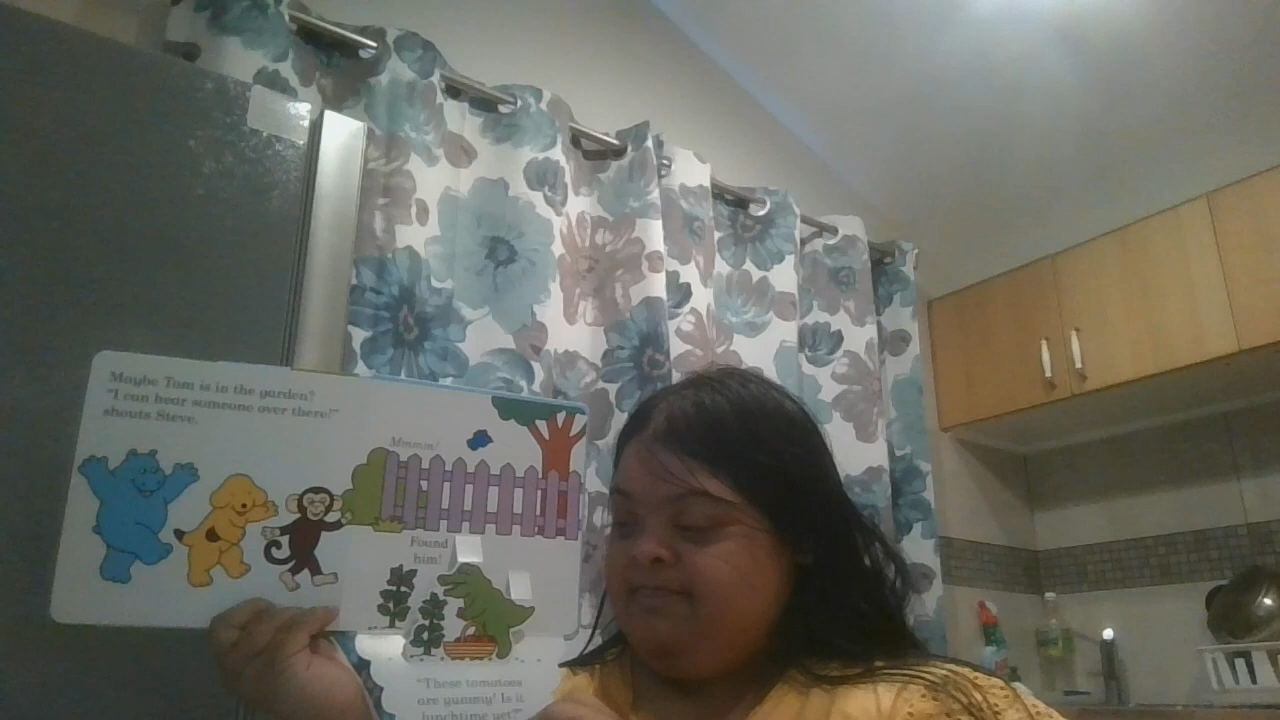 Maybe Tom is in the garden?
"I can hear someone over there!"
shouts Steve.
Mmmm!
Found
him!
"These tomatoes
are yummy! Is it
lunchtime yet?"